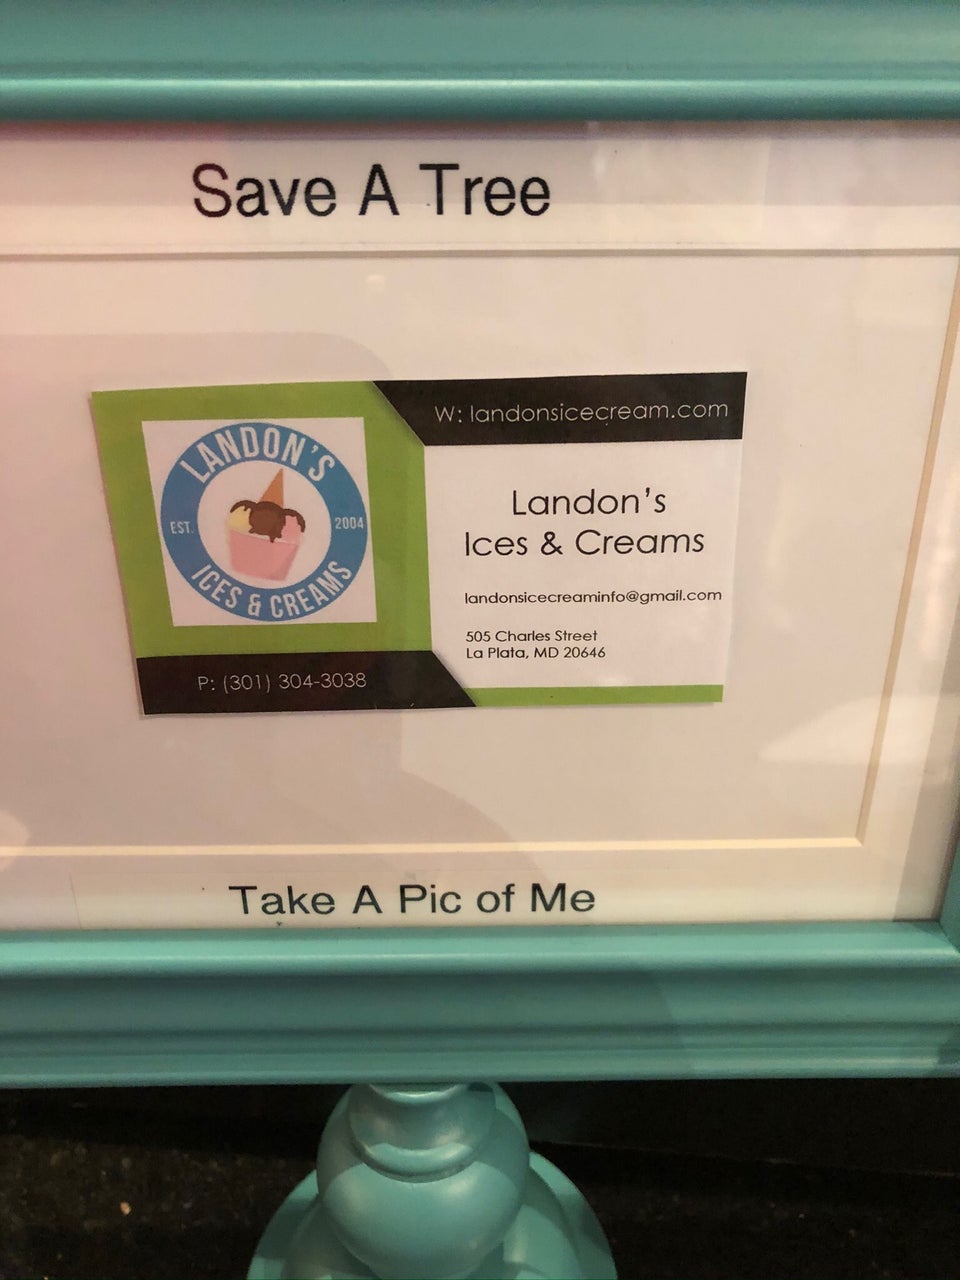 Save A Tree
LANDON'S
EST. 2004
ICES & CREAMS
P: (301) 304-3038
W: landonsicecream.com
Landon's
Ices & Creams
landonsicecreaminfo@gmail.com
505 Charles Street
La Plata, MD 20646
Take A Pic of Me